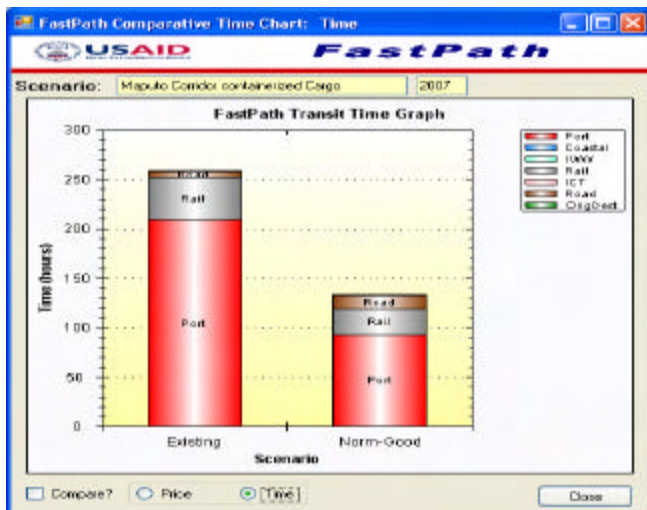 FastPath Comparative Time Chart: Time
USAID
FastPath
Scenario: Maputo Corridor containerized Cargo 2007
FastPath Transit Time Graph
300
250
200
150
100
50
0
Time (hours)
Road
Rail
Port
Road
Rail
Port
Existing
Norm-Good
Scenario
Port
Coastal
IWW
Rail
ICT
Road
OrigDest
Compare? Price [Time] Close